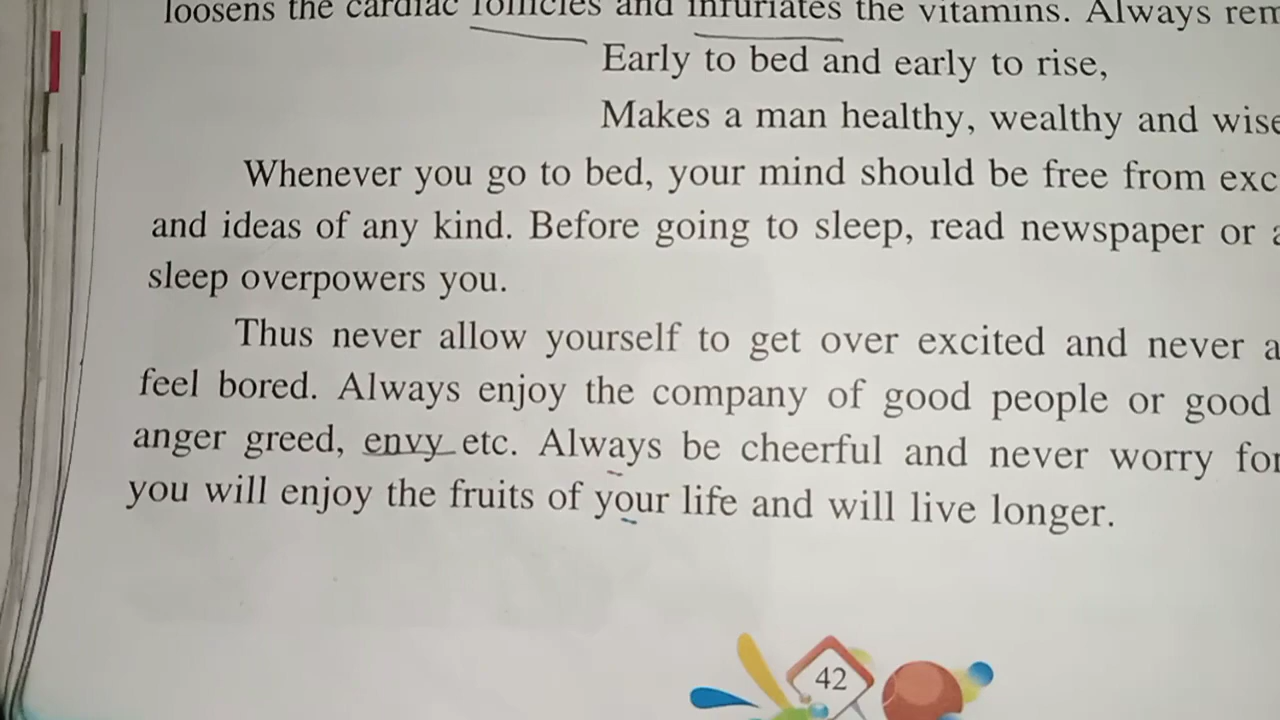 loosens the cardiac follicles and infuriates the vitamins. Always rem
Early to bed and early to rise,
Makes a man healthy, wealthy and wise
Whenever you go to bed, your mind should be free from exc
and ideas of any kind. Before going to sleep, read newspaper or a
sleep overpowers you.
Thus never allow yourself to get over excited and never a
feel bored. Always enjoy the company of good people or good
anger greed, envy etc. Always be cheerful and never worry for
you will enjoy the fruits of your life and will live longer.
42